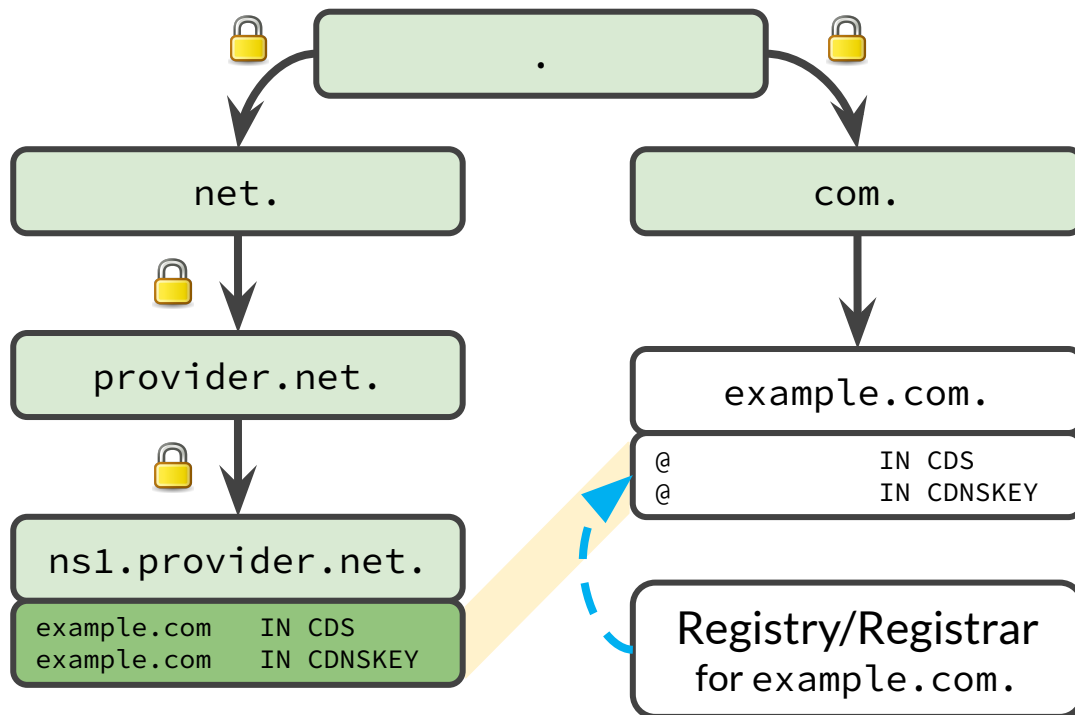 .
net.
com.
provider.net.
example.com.
@ IN CDS
@ IN CDNSKEY
ns1.provider.net.
example.com IN CDS
example.com IN CDNSKEY
Registry/Registrar
for example.com.